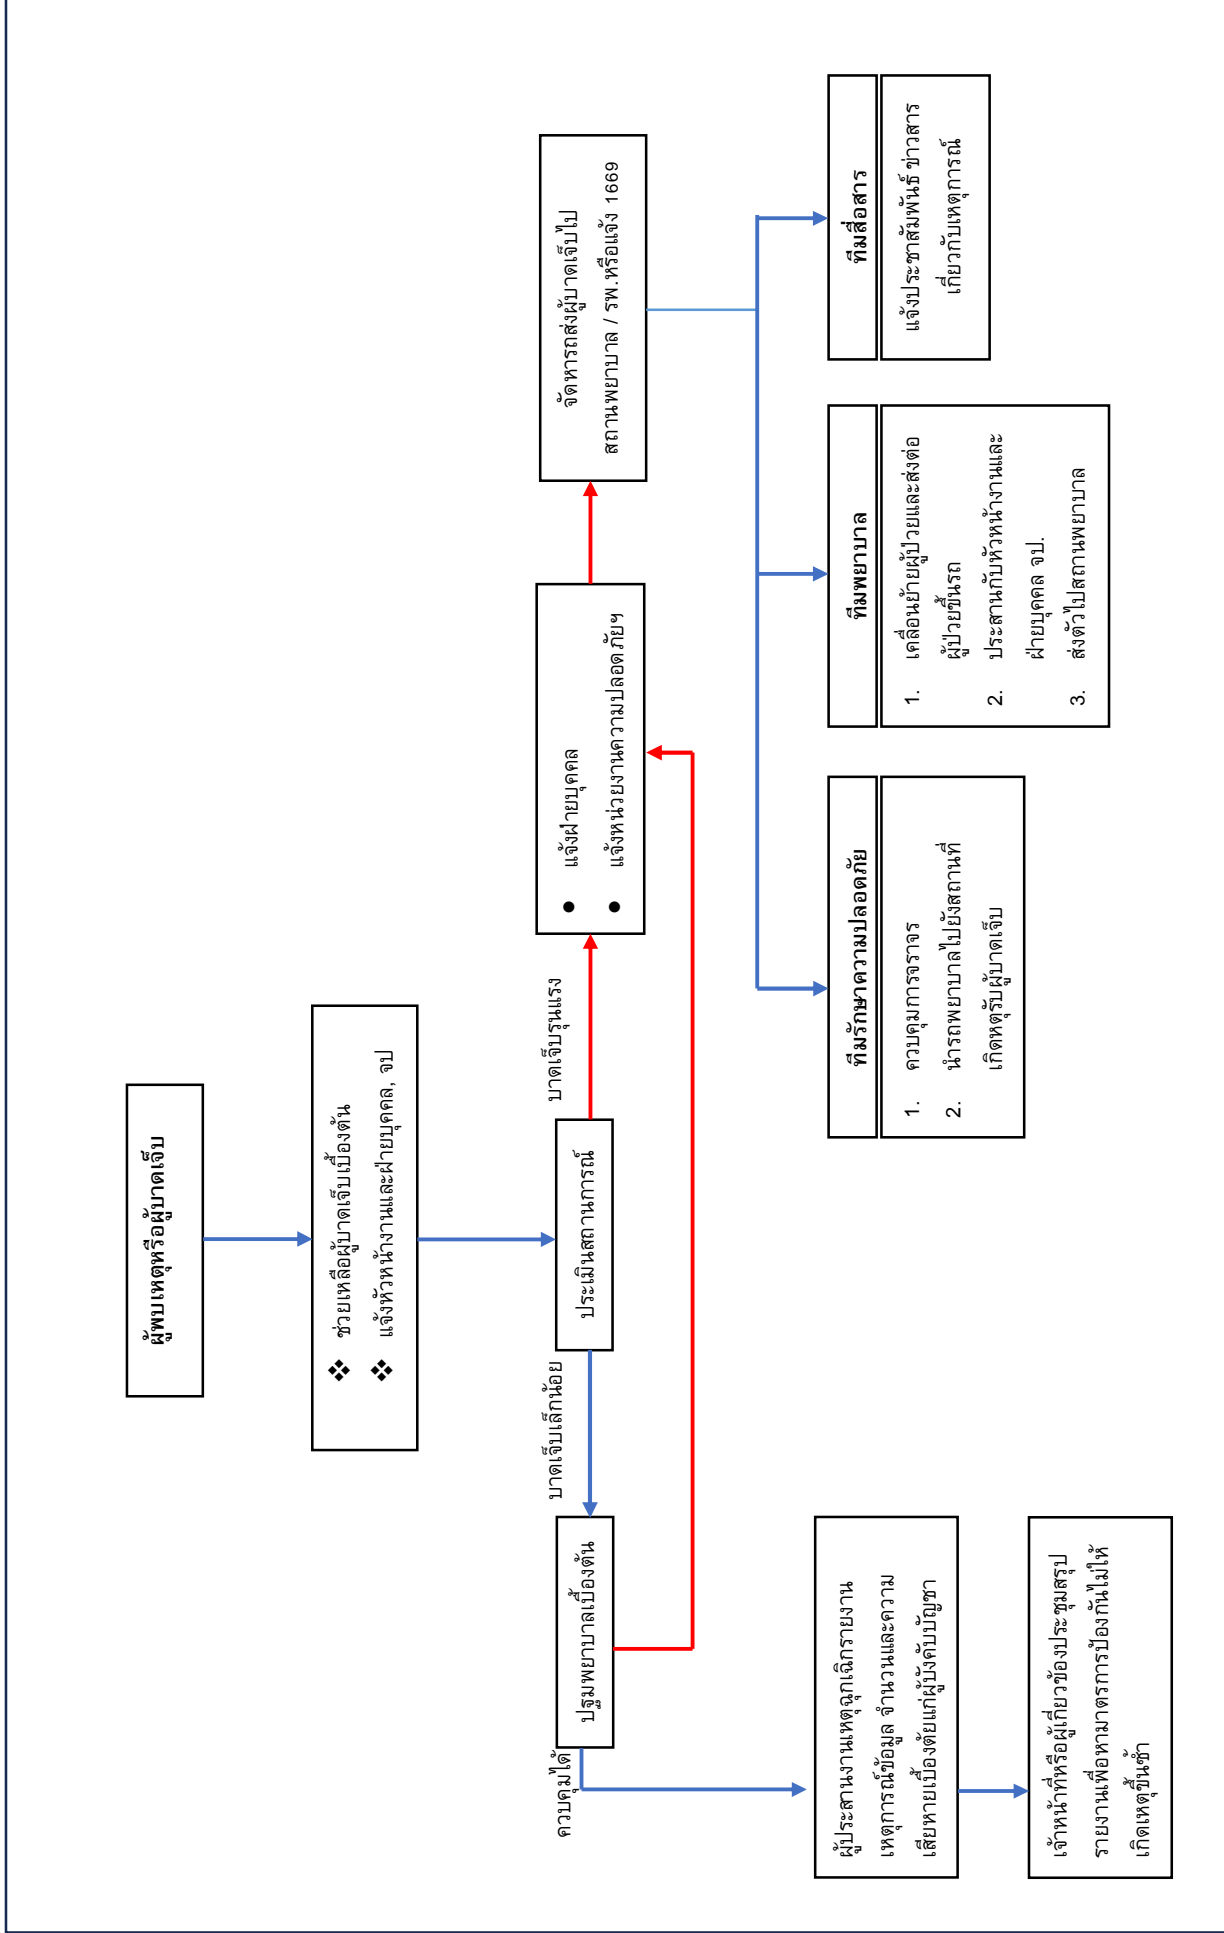 ผู้พบเหตุหรือผู้บาดเจ็บ
❖ ช่วยเหลือผู้บาดเจ็บเบื้องต้น
❖ แจ้งหัวหน้างานและฝ่ายบุคคล, จป
ควบคุมได้
ปฐมพยาบาลเบื้องต้น
บาดเจ็บเล็กน้อย
ประเมินสถานการณ์
บาดเจ็บรุนแรง
● แจ้งฝ่ายบุคคล
● แจ้งหน่วยงานความปลอดภัยฯ
จัดหารถส่งผู้บาดเจ็บไป
สถานพยาบาล / รพ.หรือแจ้ง 1669
ผู้ประสานงานเหตุฉุกเฉิกรายงาน
เหตุการณ์ข้อมูล จำนวนและความ
เสียหายเบื้องต้ยแก่ผู้บังคับบัญชา
เจ้าหน้าที่หรือผู้เกี่ยวข้องประชุมสรุป
รายงานเพื่อหามาตรการป้องกันไม่ให้
เกิดเหตุขึ้นซ้ำ
ทีมรักษาความปลอดภัย
1. ควบคุมการจราจร
2. นำรถพยาบาลไปยังสถานที่
เกิดหตุรับผู้บาดเจ็บ
ทีมพยาบาล
1. เคลื่อนย้ายผู้ป่วยและส่งต่อ
ผู้ป่วยขึ้นรถ
2. ประสานกับหัวหน้างานและ
ฝ่ายบุคคล จป.
3. ส่งตัวไปสถานพยาบาล
ทีมสื่อสาร
แจ้งประชาสัมพันธ์ ข่าวสาร
เกี่ยวกับเหตุการณ์